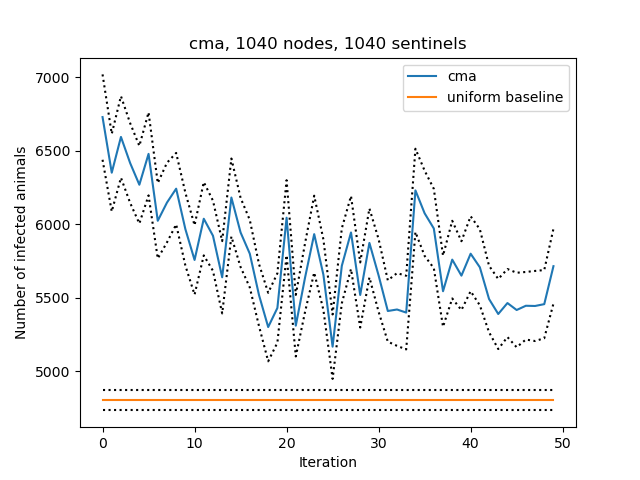 cma, 1040 nodes, 1040 sentinels
cma
uniform baseline
Number of infected animals
7000
6500
6000
5500
5000
0 10 20 30 40 50
Iteration